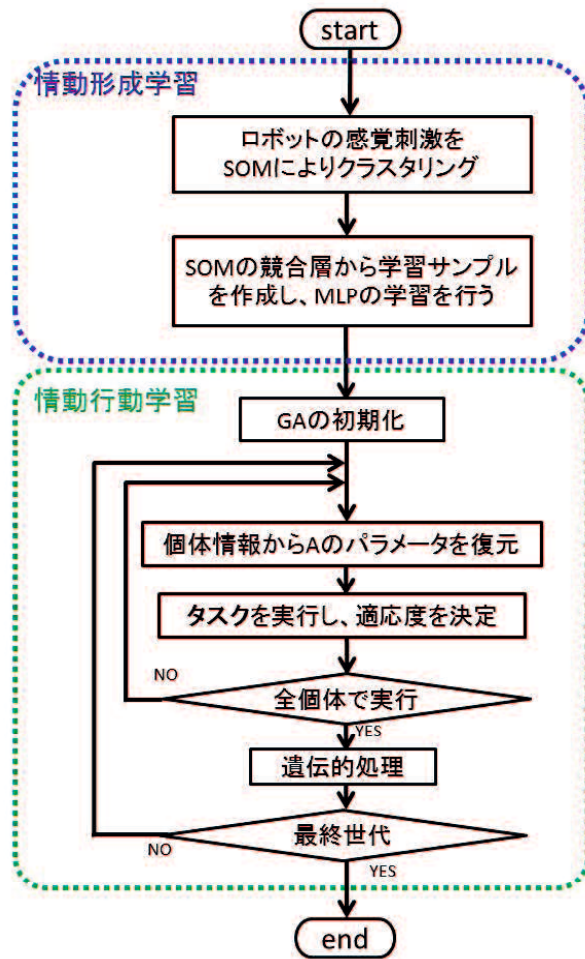 start
情動形成学習
ロボットの感覚刺激を
SOMによりクラスタリング
SOMの競合層から学習サンプル
を作成し、MLPの学習を行う
情動行動学習
GAの初期化
個体情報からAのパラメータを復元
タスクを実行し、適応度を決定
NO
全個体で実行
YES
遺伝的処理
最終世代
NO
YES
end